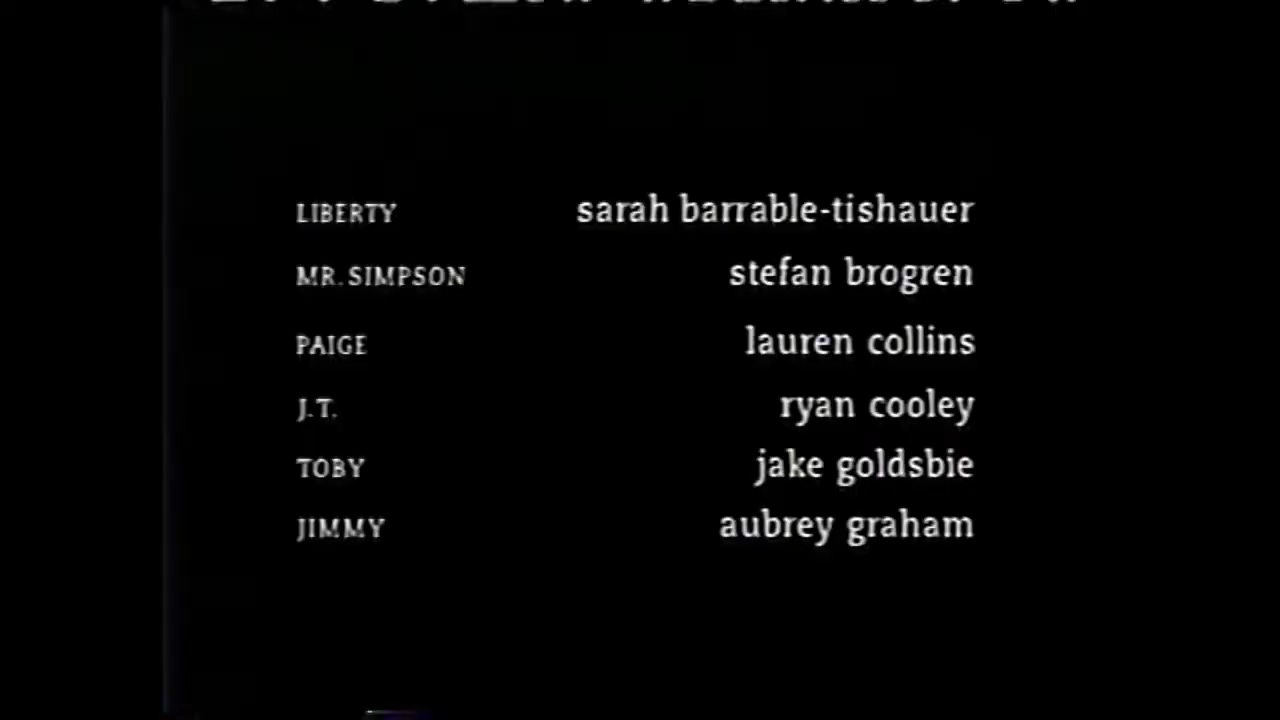 LIBERTY sarah barrable-tishauer
MR. SIMPSON stefan brogren
PAIGE lauren collins
J.T. ryan cooley
TOBY jake goldsbie
JIMMY aubrey graham